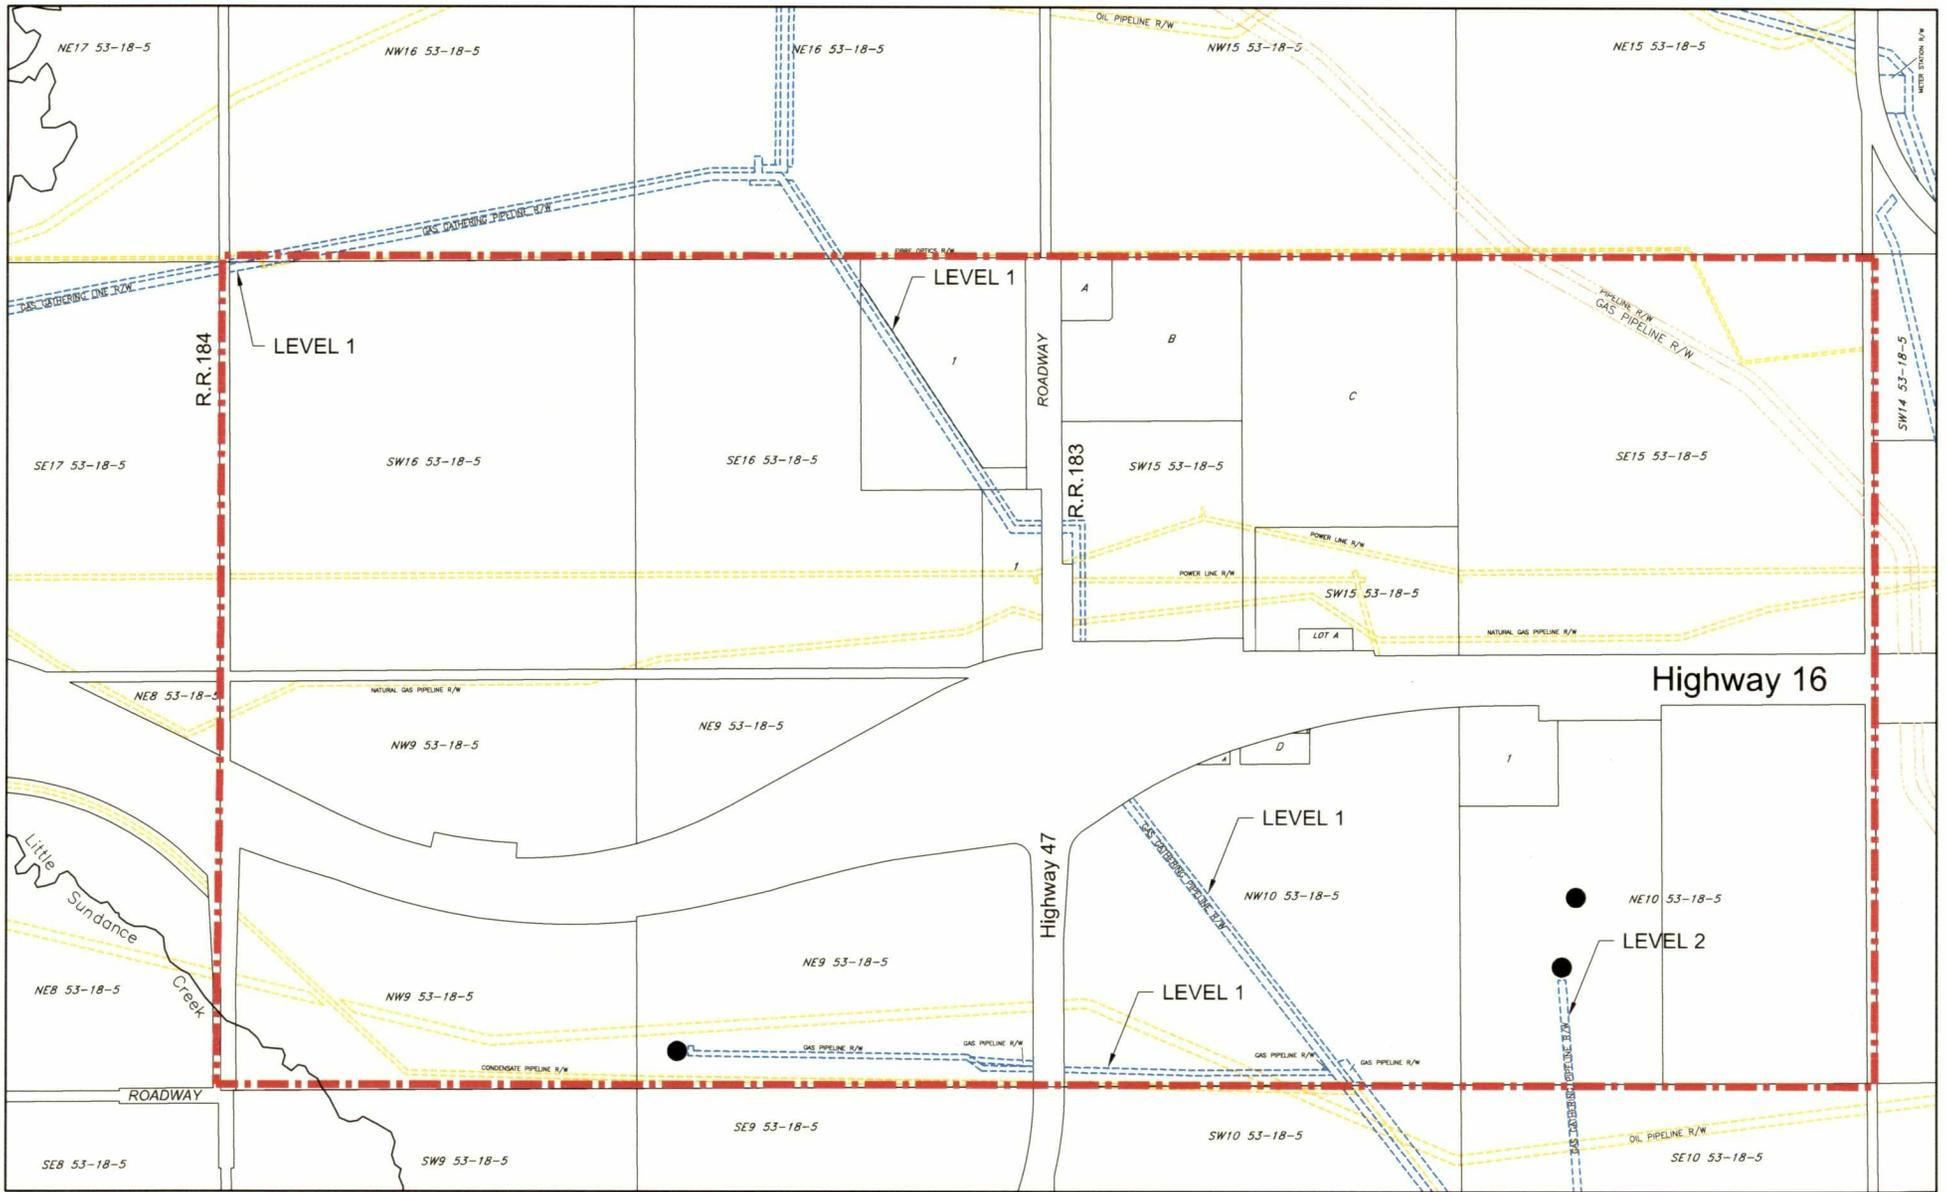 NE17 53-18-5
NW16 53-18-5
NE16 53-18-5
OIL PIPELINE R/W
NW15 53-18-5
NE15 53-18-5
METER STATION R/W
GAS GATHERING PIPELINE R/W
FIBRE OPTICS R/W
GAS GATHERING LINE R/W
LEVEL 1
LEVEL 1
A
B
C
1
PIPELINE R/W
GAS PIPELINE R/W
R.R.184
ROADWAY
R.R.183
SW14 53-18-5
SE17 53-18-5
SW16 53-18-5
SE16 53-18-5
SW15 53-18-5
SE15 53-18-5
POWER LINE R/W
1
POWER LINE R/W
SW15 53-18-5
LOT A
NATURAL GAS PIPELINE R/W
Highway 16
NE8 53-18-5
NATURAL GAS PIPELINE R/W
NW9 53-18-5
NE9 53-18-5
A
D
1
LEVEL 1
GAS GATHERING PIPELINE R/W
Highway 47
Little Sundance Creek
NW10 53-18-5
NE10 53-18-5
LEVEL 2
NE8 53-18-5
NW9 53-18-5
NE9 53-18-5
LEVEL 1
GAS PIPELINE R/W
GAS PIPELINE R/W
GAS PIPELINE R/W
GAS PIPELINE R/W
CONDENSATE PIPELINE R/W
GAS GATHERING PIPELINE R/W
ROADWAY
SE9 53-18-5
SW10 53-18-5
OIL PIPELINE R/W
SE8 53-18-5
SW9 53-18-5
SE10 53-18-5